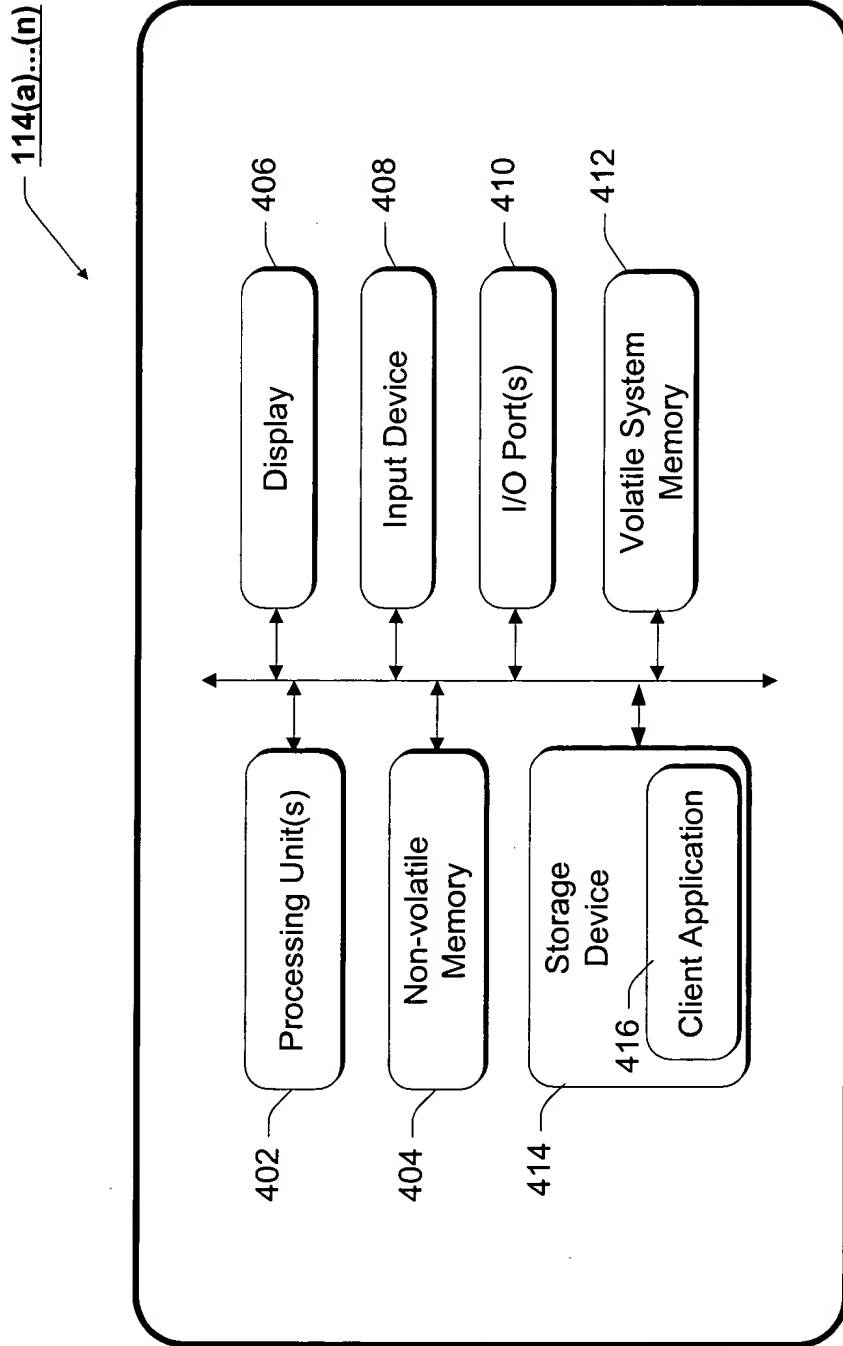 114(a)...(n)
Processing Unit(s)
402
Non-volatile
Memory
404
Storage
Device
414
416
Client Application
Display
406
Input Device
408
I/O Port(s)
410
Volatile System
Memory
412